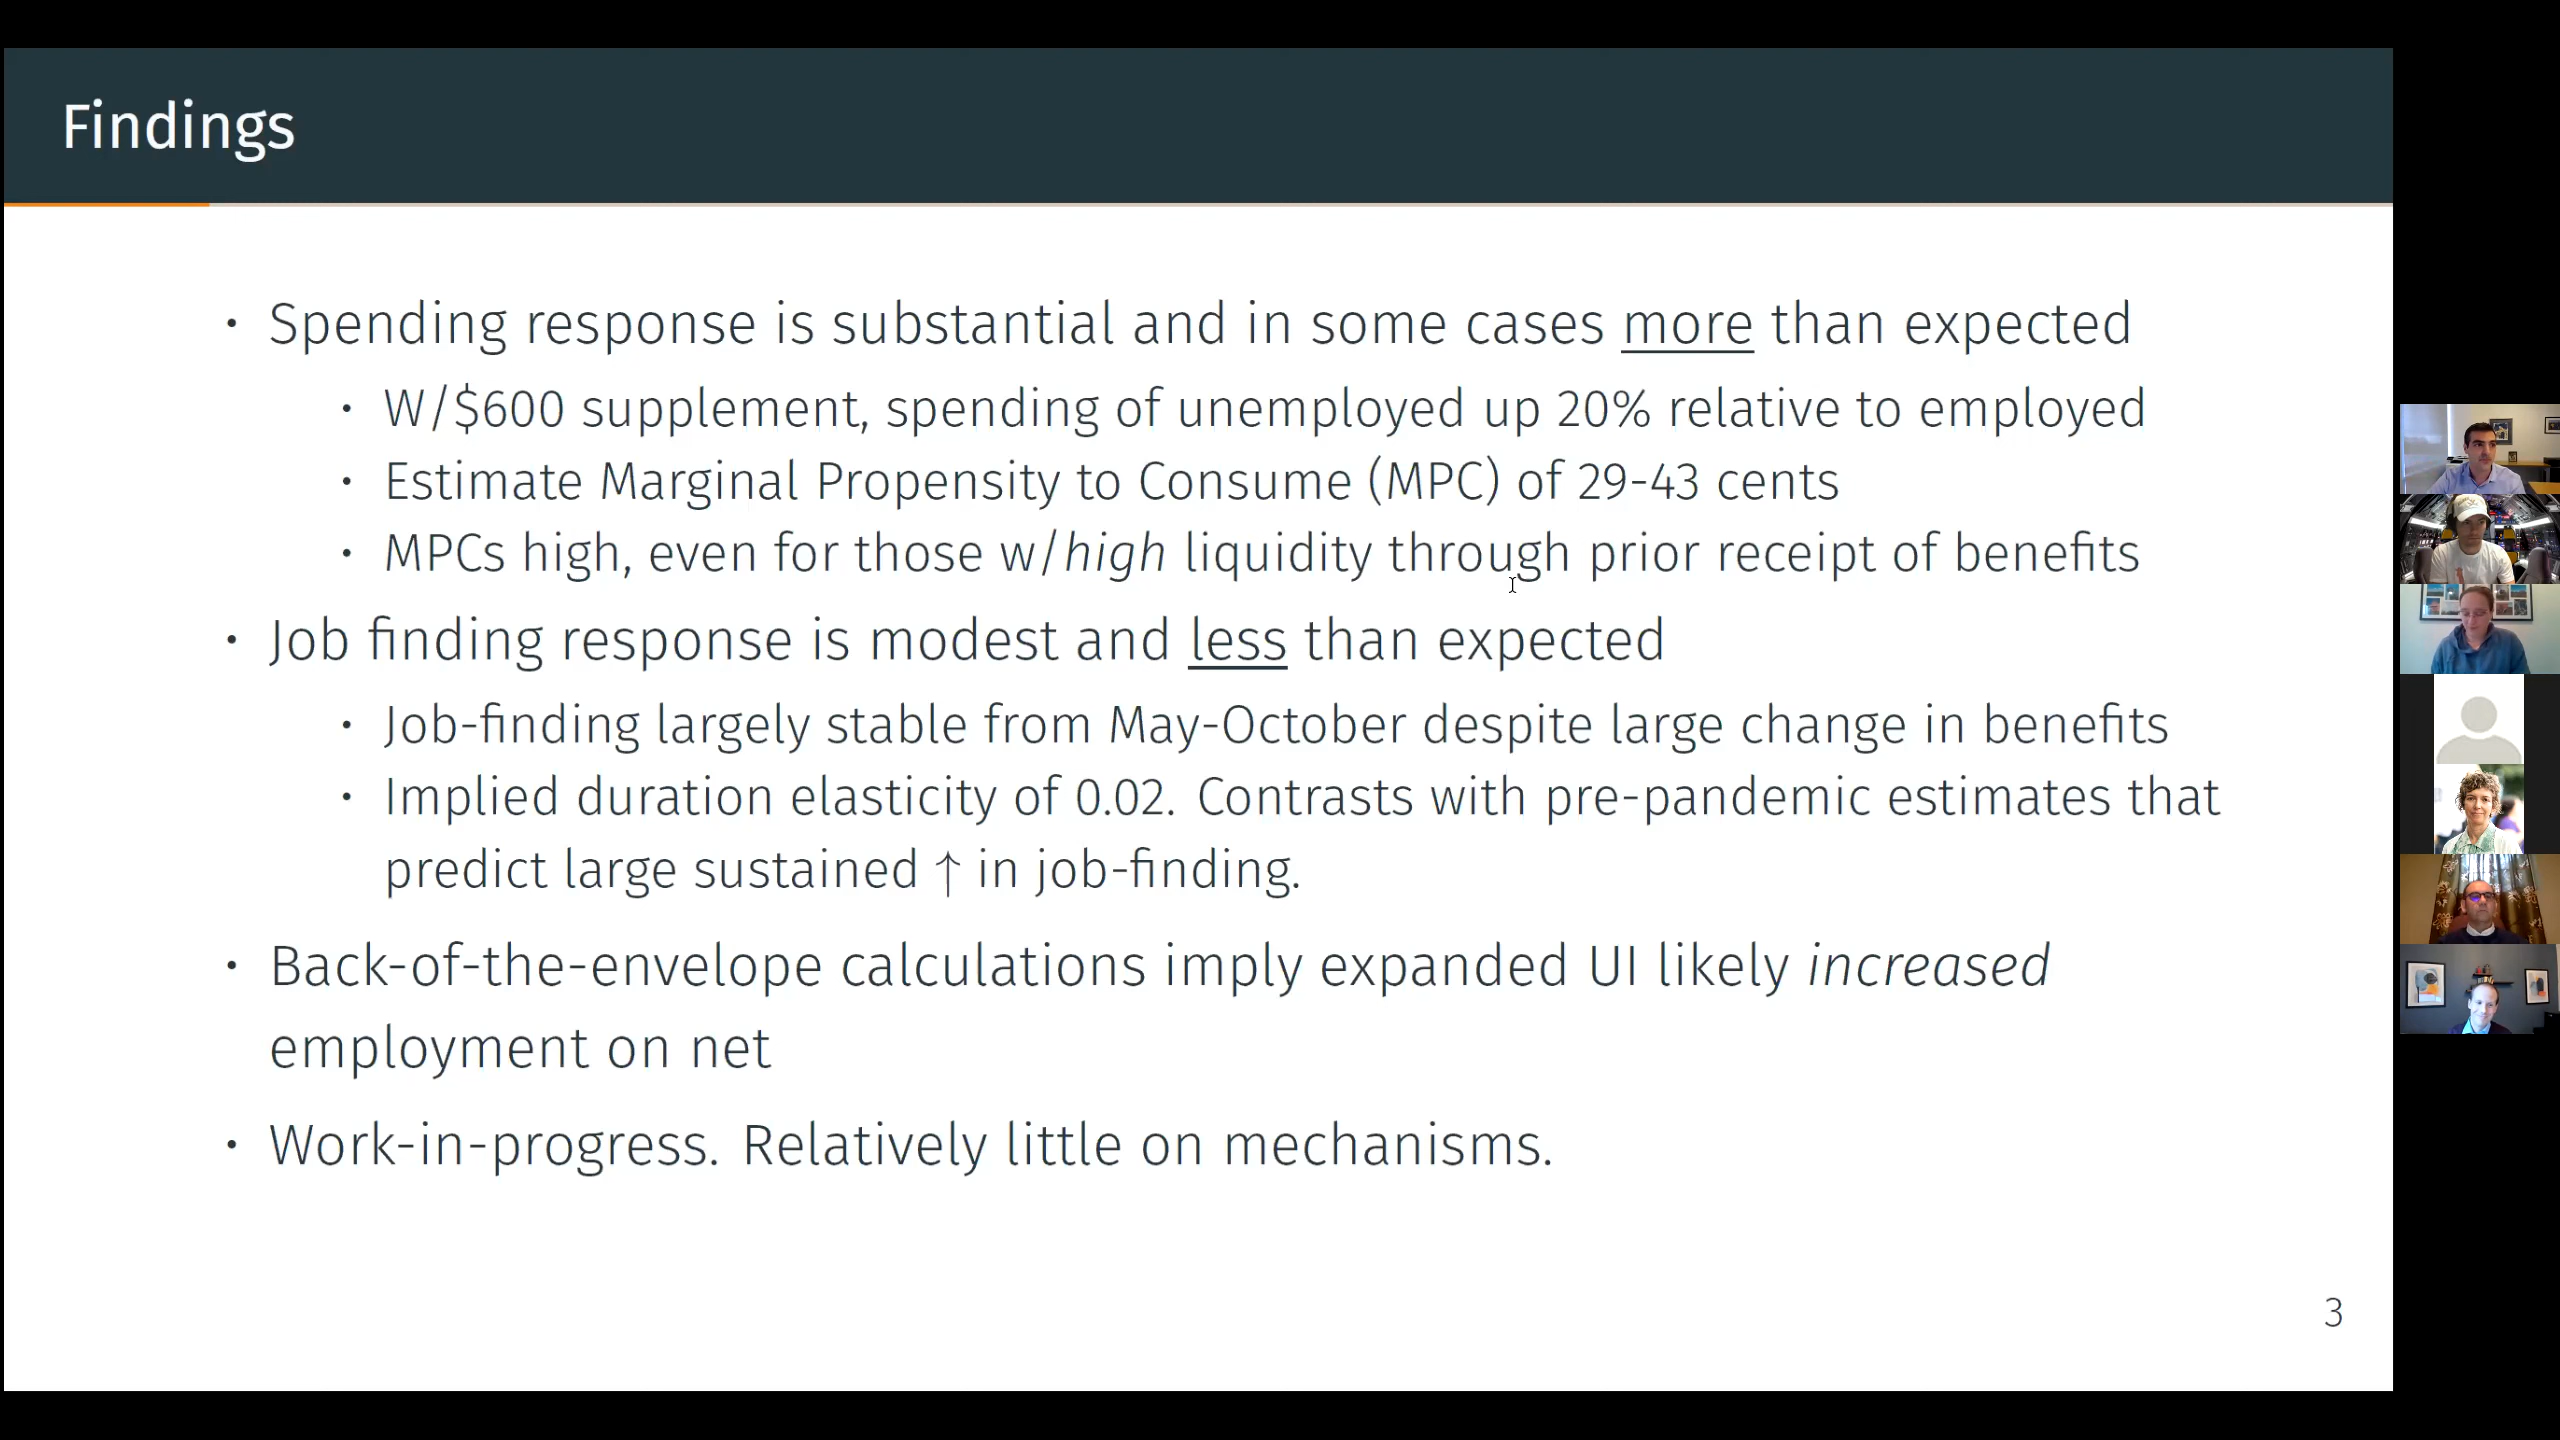 Findings
• Spending response is substantial and in some cases more than expected
• W/$600 supplement, spending of unemployed up 20% relative to employed
• Estimate Marginal Propensity to Consume (MPC) of 29-43 cents
• MPCs high, even for those w/high liquidity through prior receipt of benefits
• Job finding response is modest and less than expected
• Job-finding largely stable from May-October despite large change in benefits
• Implied duration elasticity of 0.02. Contrasts with pre-pandemic estimates that
predict large sustained ↑ in job-finding.
• Back-of-the-envelope calculations imply expanded UI likely increased
employment on net
• Work-in-progress. Relatively little on mechanisms.
3